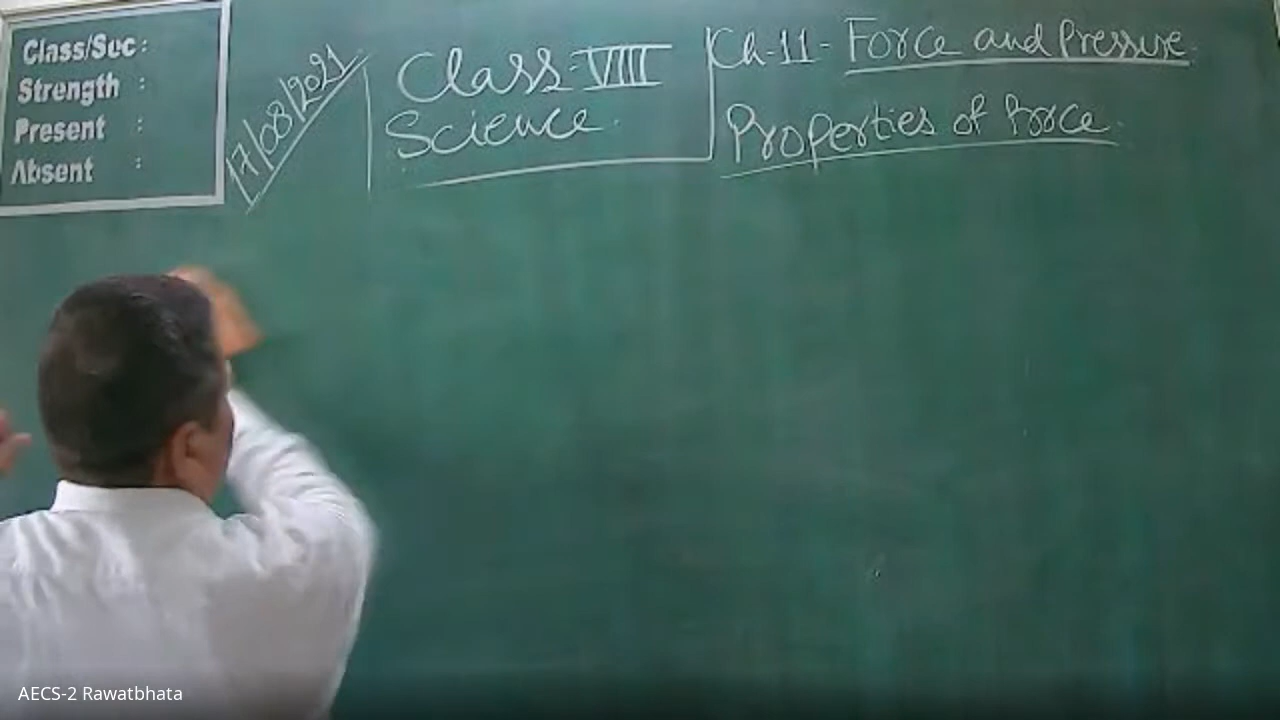 Class/Sec :
Strength :
Present :
Absent :
17/08/2021
Class-VIII
Science.
Ch-11- Force and Pressure
Properties of Force.
AECS-2 Rawatbhata